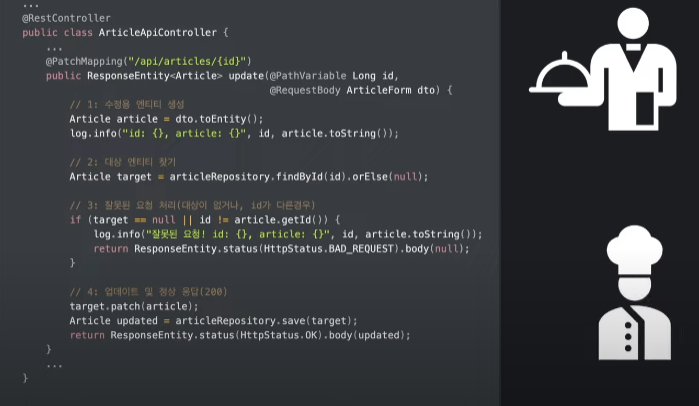 ...
@RestController
public class ArticleApiController {
...
@PatchMapping("/api/articles/{id}")
public ResponseEntity<Article> update(@PathVariable Long id,
@RequestBody ArticleForm dto) {
// 1: 수정용 엔티티 생성
Article article = dto.toEntity();
log.info("id: {}, article: {}", id, article.toString());
// 2: 대상 엔티티 찾기
Article target = articleRepository.findById(id).orElse(null);
// 3: 잘못된 요청 처리(대상이 없거나, id가 다른경우)
if (target == null || id != article.getId()) {
log.info("잘못된 요청! id: {}, article: {}", id, article.toString());
return ResponseEntity.status(HttpStatus.BAD_REQUEST).body(null);
}
// 4: 업데이트 및 정상 응답(200)
target.patch(article);
Article updated = articleRepository.save(target);
return ResponseEntity.status(HttpStatus.OK).body(updated);
}
...
}